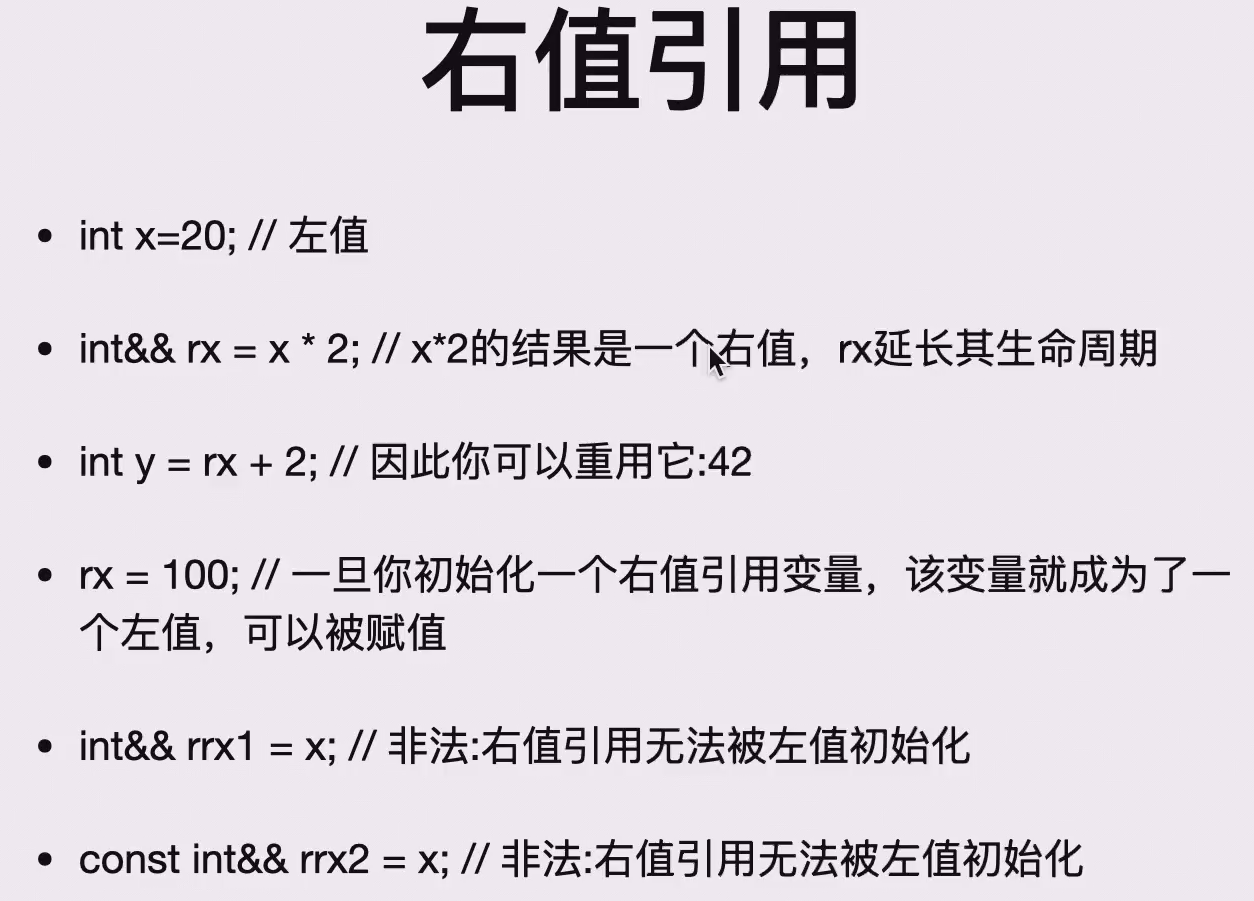 右值引用
• int x=20; // 左值
• int&& rx = x * 2; // x*2的结果是一个右值，rx延长其生命周期
• int y = rx + 2; // 因此你可以重用它:42
• rx = 100; // 一旦你初始化一个右值引用变量，该变量就成为了一
个左值，可以被赋值
• int&& rrx1 = x; // 非法:右值引用无法被左值初始化
• const int&& rrx2 = x; // 非法:右值引用无法被左值初始化